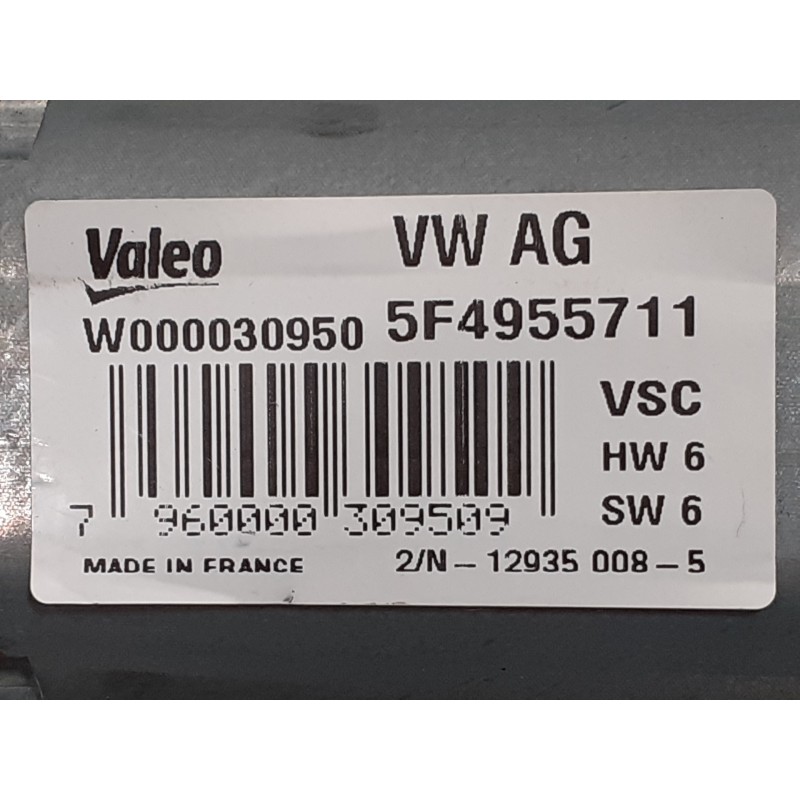 Valeo VW AG
W000030950 5F4955711
VSC
HW 6
SW 6
7 960000 309509
MADE IN FRANCE 2/N - 12935 008 - 5